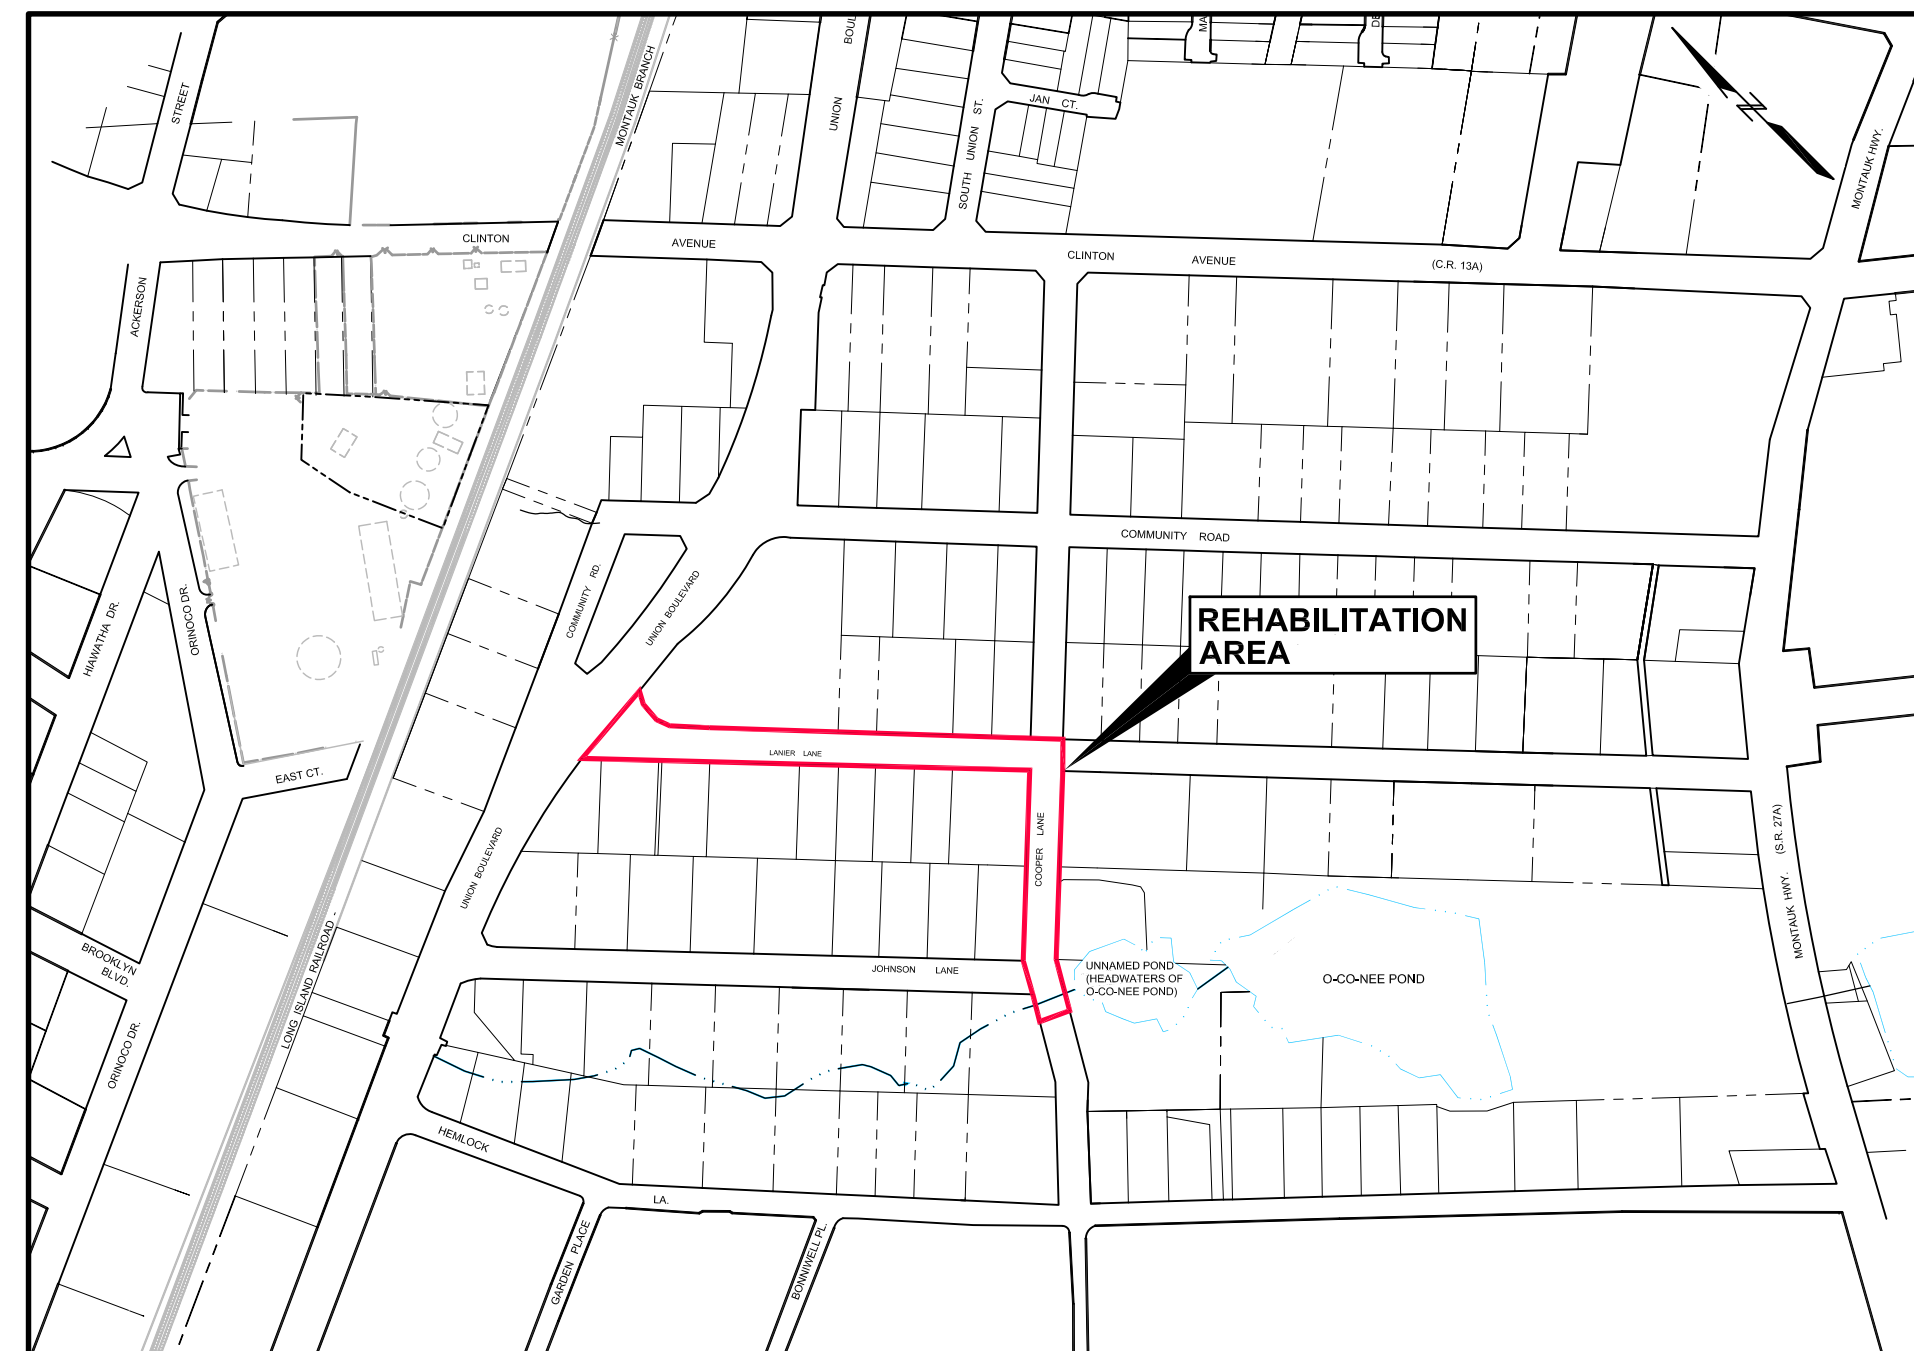 BOUL
MA
DE
STREET
MONTAUK BRANCH
UNION
SOUTH UNION ST.
JAN CT.
MONTAUK HWY.
CLINTON
AVENUE
CLINTON
AVENUE
(C.R. 13A)
ACKERSON
COMMUNITY ROAD
COMMUNITY RD.
UNION BOULEVARD
HIAWATHA DR.
ORINOCO DR.
REHABILITATION
AREA
LANIER LANE
EAST CT.
UNION BOULEVARD
COOPER LANE
MONTAUK HWY. (S.R. 27A)
BROOKLYN
BLVD.
LONG ISLAND RAILROAD -
JOHNSON LANE
UNNAMED POND
(HEADWATERS OF
O-CO-NEE POND)
O-CO-NEE POND
ORINOCO DR.
HEMLOCK
LA.
GARDEN PLACE
BONNIWELL PL.